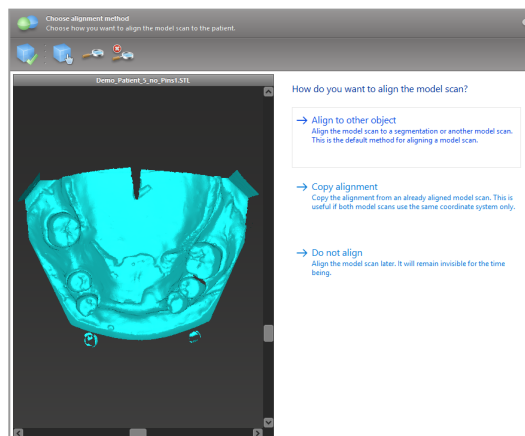 Choose alignment method
Choose how you want to align the model scan to the patient.
Demo_Patient_5_no_Pins1.STL
How do you want to align the model scan?
→ Align to other object
Align the model scan to a segmentation or another model scan.
This is the default method for aligning a model scan.
→ Copy alignment
Copy the alignment from an already aligned model scan. This is
useful if both model scans use the same coordinate system only.
→ Do not align
Align the model scan later. It will remain invisible for the time
being.